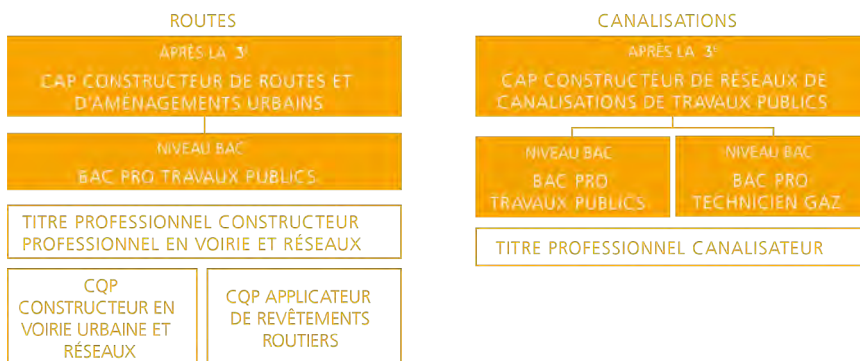 ROUTES
APRÈS LA 3e
CAP CONSTRUCTEUR DE ROUTES ET
D'AMÉNAGEMENTS URBAINS
NIVEAU BAC
BAC PRO TRAVAUX PUBLICS
TITRE PROFESSIONNEL CONSTRUCTEUR
PROFESSIONNEL EN VOIRIE ET RÉSEAUX
CQP
CONSTRUCTEUR EN
VOIRIE URBAINE ET
RÉSEAUX
CQP APPLICATEUR
DE REVÊTEMENTS
ROUTIERS
CANALISATIONS
APRÈS LA 3e
CAP CONSTRUCTEUR DE RÉSEAUX DE
CANALISATIONS DE TRAVAUX PUBLICS
NIVEAU BAC
BAC PRO
TRAVAUX PUBLICS
NIVEAU BAC
BAC PRO
TECHNICIEN GAZ
TITRE PROFESSIONNEL CANALISATEUR